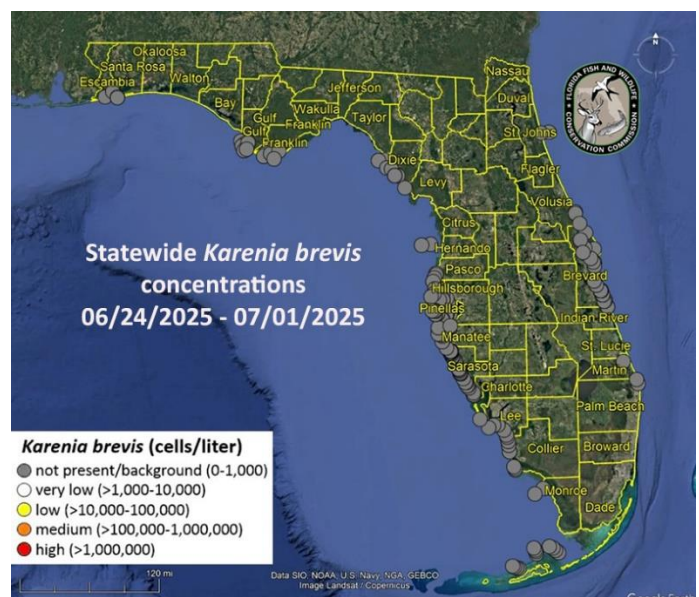 Okaloosa
Nassau
Santa Rosa
Escambia
Walton
Jefferson
Duval
Bay
Gulf
Wakulla
Franklin
Taylor
Gulf
Franklin
St. Johns
Dixie
Flagler
Levy
Volusia
Citrus
Hernando
Pasco
Hillsborough
Pinellas
Brevard
Indian River
Manatee
St. Lucie
Sarasota
Martin
Charlotte
Lee
Palm Beach
Collier
Broward
Monroe
Dade
N
FLORIDA FISH AND WILDLIFE
CONSERVATION COMMISSION
Statewide Karenia brevis
concentrations
06/24/2025 - 07/01/2025
Karenia brevis (cells/liter)
not present/background (0-1,000)
very low (>1,000-10,000)
low (>10,000-100,000)
medium (>100,000-1,000,000)
high (>1,000,000)
120 mi
Data SIO, NOAA, U.S. Navy, NGA, GEBCO
Image Landsat / Copernicus